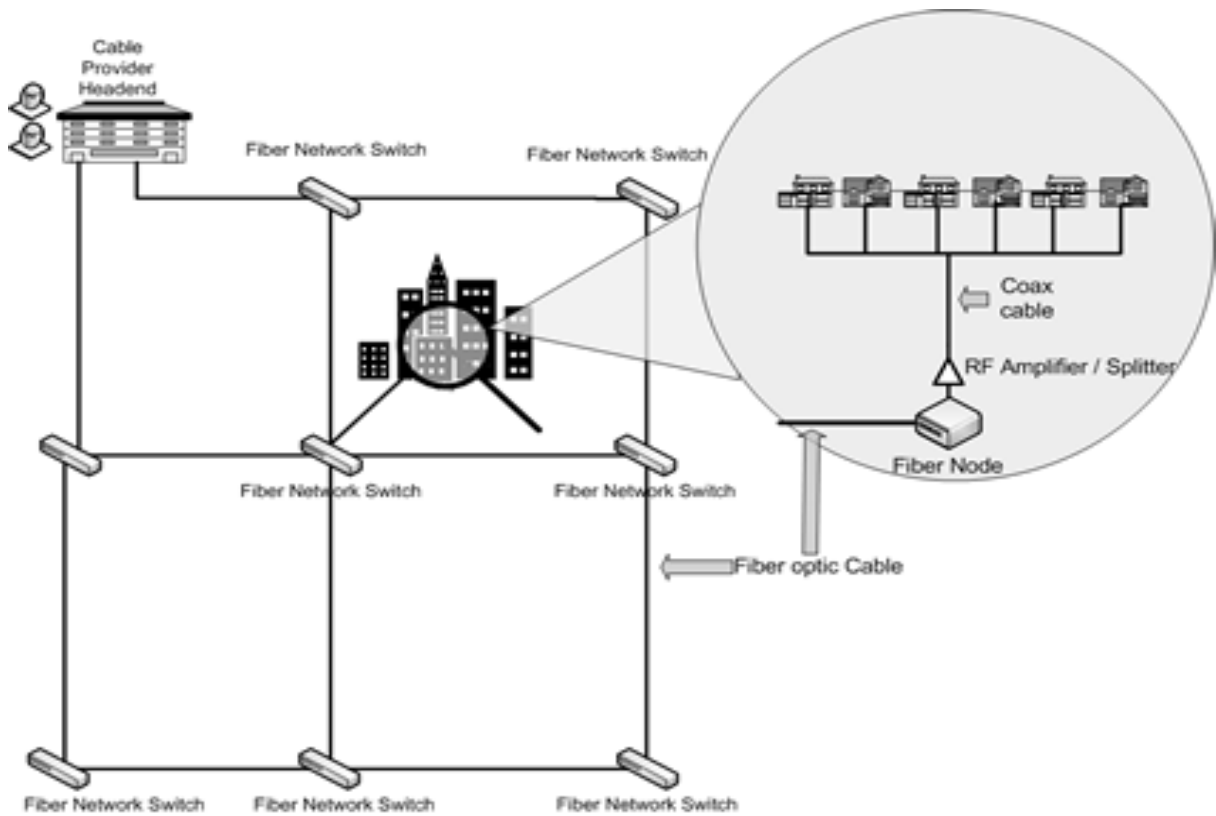 Cable
Provider
Headend
Fiber Network Switch
Fiber Network Switch
Coax
cable
RF Amplifier / Splitter
Fiber Node
Fiber Network Switch
Fiber Network Switch
Fiber optic Cable
Fiber Network Switch
Fiber Network Switch
Fiber Network Switch